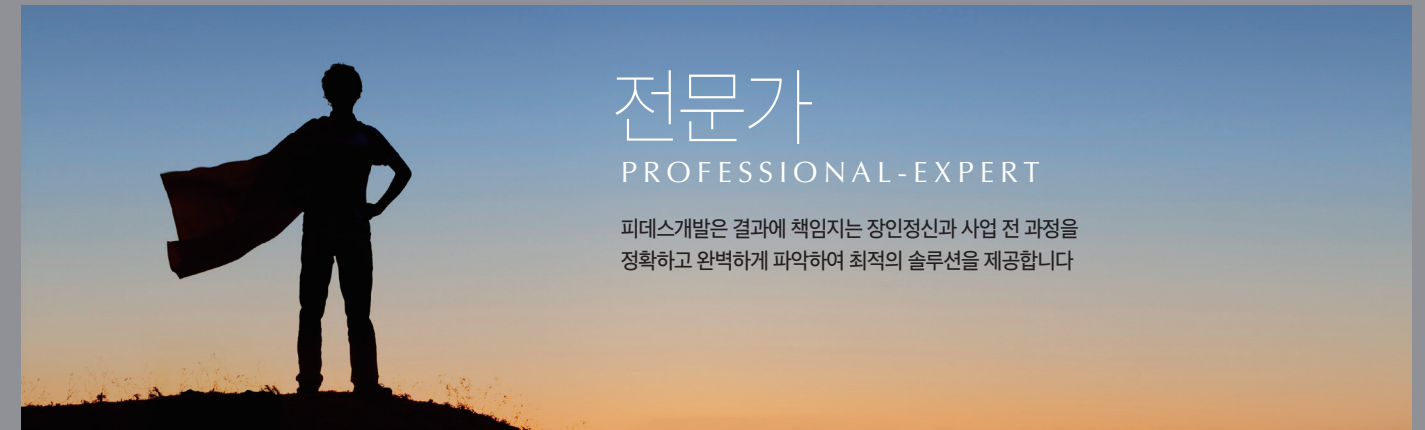 전문가
PROFESSIONAL-EXPERT
피데스개발은 결과에 책임지는 장인정신과 사업 전 과정을
정확하고 완벽하게 파악하여 최적의 솔루션을 제공합니다